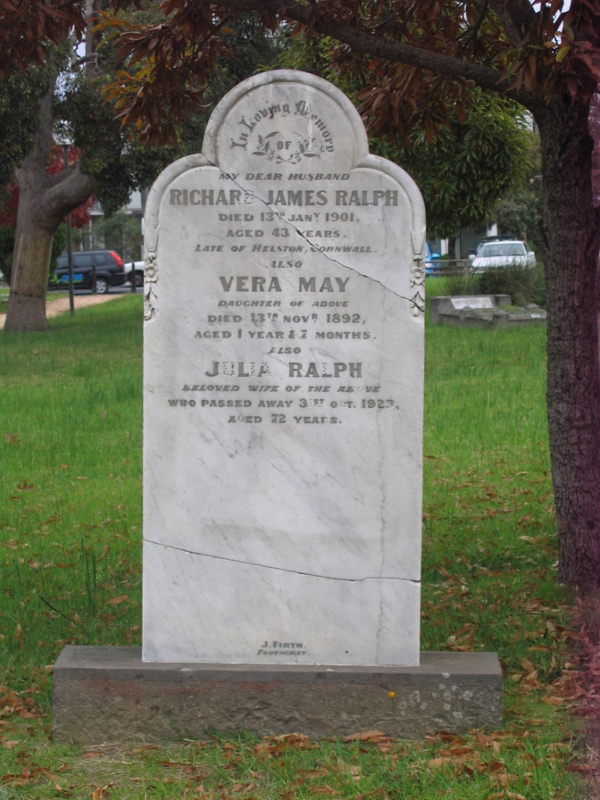 In Loving Memory
OF
MY DEAR HUSBAND
RICHARD JAMES RALPH
DIED 13TH JANY 1901,
AGED 43 YEARS.
LATE OF HELSTON, CORNWALL.
ALSO
VERA MAY
DAUGHTER OF ABOVE
DIED 13TH NOVR 1892,
AGED 1 YEAR & 7 MONTHS.
ALSO
JULIA RALPH
BELOVED WIFE OF THE ABOVE
WHO PASSED AWAY 31ST OCT. 1923,
AGED 72 YEARS.
J. FIRTH.
FOOTSCRAY.